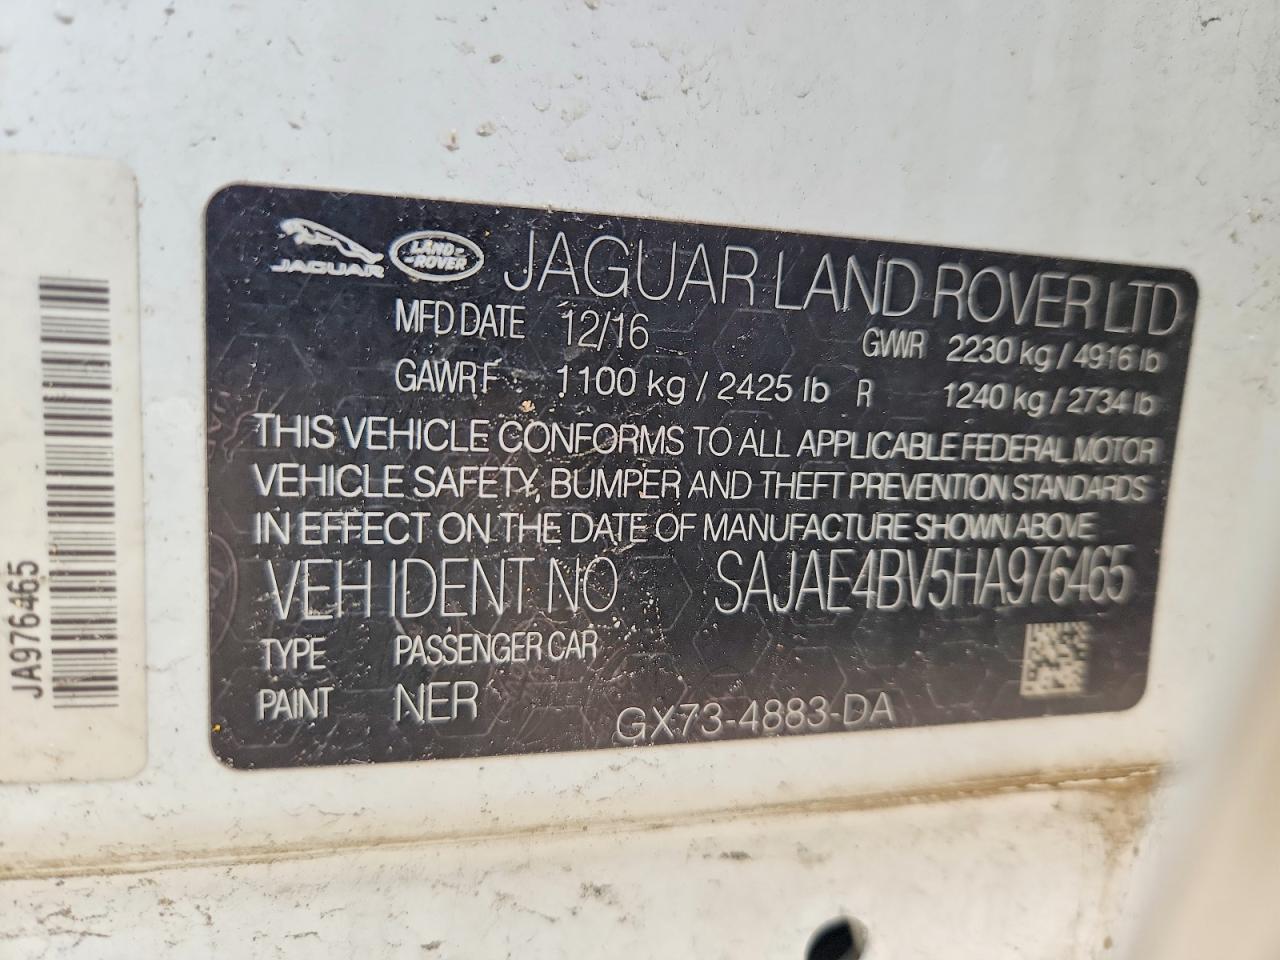 JAGUAR
LAND-
-ROVER
JAGUAR LAND ROVER LTD
MFD.DATE 12/16 GVWR 2230 kg / 4916 lb
GAWR F 1100 kg / 2425 lb R 1240 kg / 2734 lb
THIS VEHICLE CONFORMS TO ALL APPLICABLE FEDERAL MOTOR
VEHICLE SAFETY, BUMPER AND THEFT PREVENTION STANDARDS
IN EFFECT ON THE DATE OF MANUFACTURE SHOWN ABOVE
VEH IDENT NO SAJAE4BV5HA976465
TYPE PASSENGER CAR
PAINT NER
GX73-4883-DA
JA976465